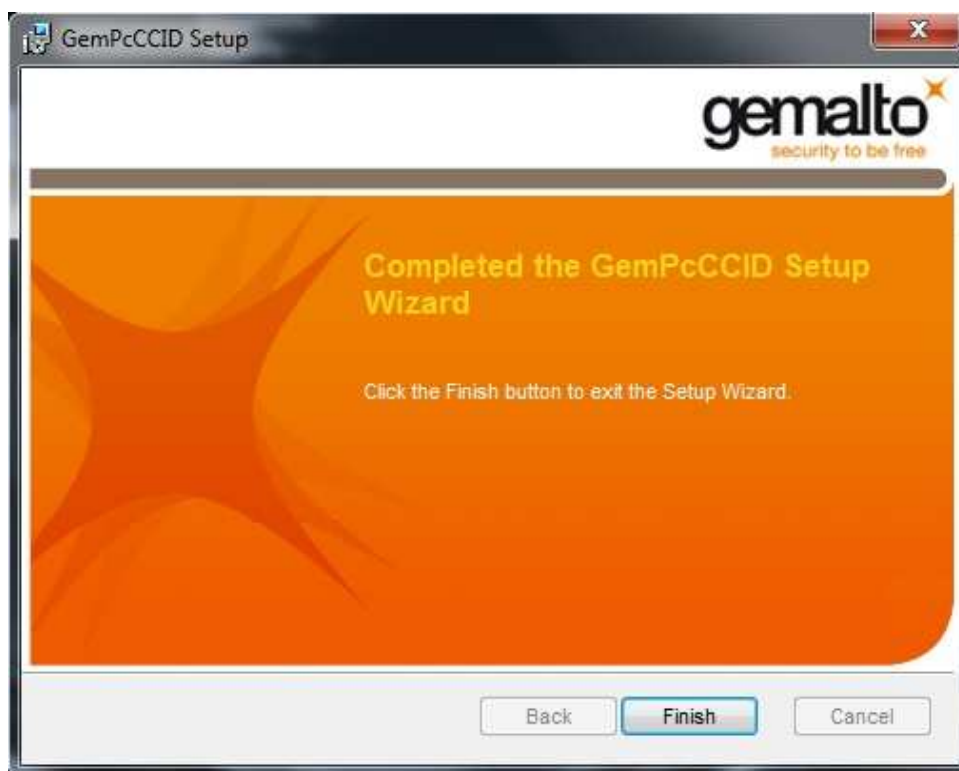 GemPcCCID Setup
gemalto
security to be free
Completed the GemPcCCID Setup
Wizard
Click the Finish button to exit the Setup Wizard.
Back Finish Cancel